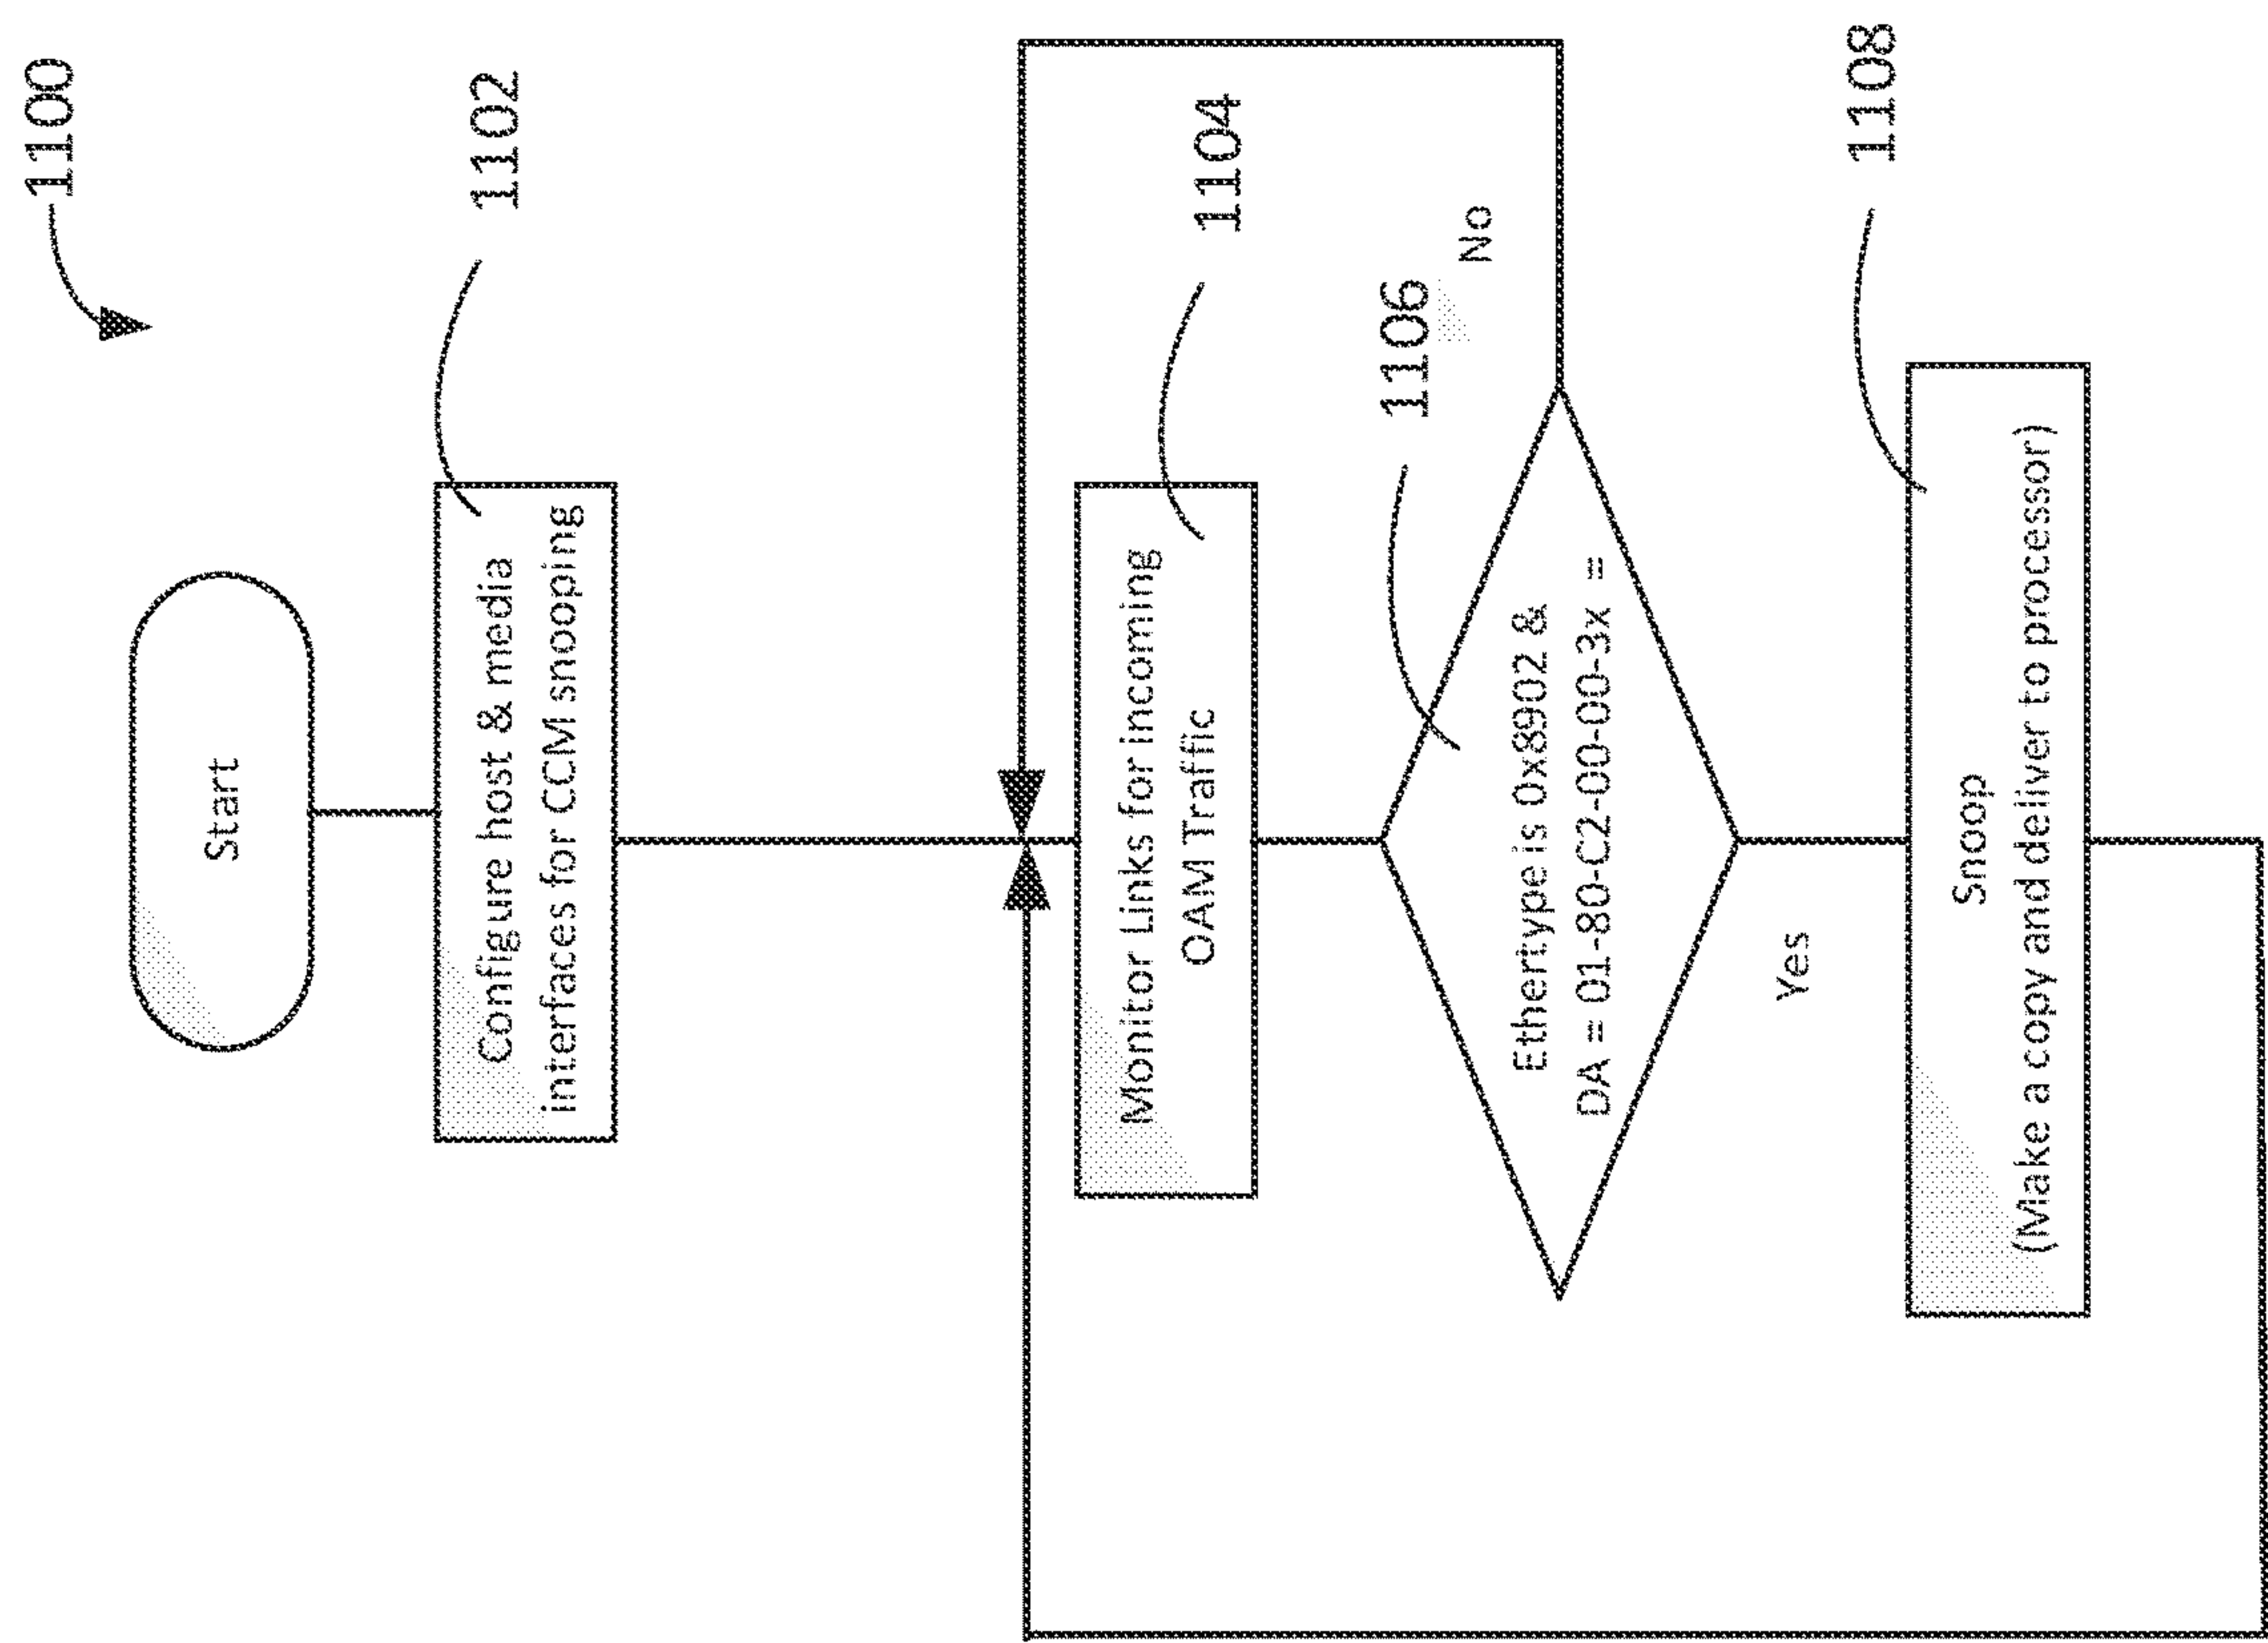 1100
Start
1102
Configure host & media
interfaces for CCM snooping
1104
Monitor Links for incoming
OAM Traffic
1106
No
Ethertype is 0x8902 &
DA = 01-80-C2-00-00-3x =
Yes
1108
Snoop
(Make a copy and deliver to processor)